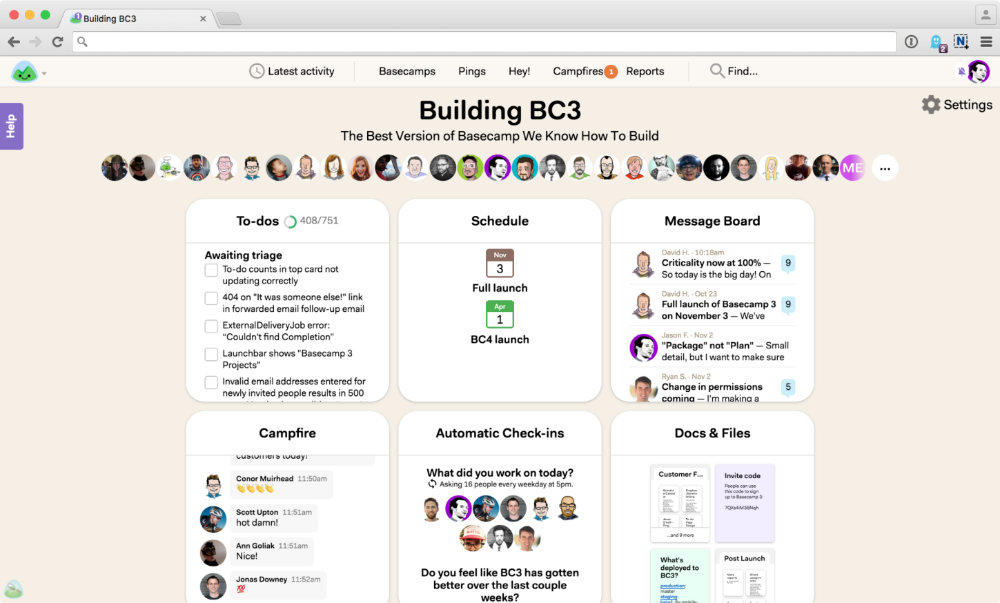 1
Building BC3
2
N
Latest activity
Basecamps
Pings
Hey!
Campfires 1
Reports
Find...
Help
Building BC3
Settings
The Best Version of Basecamp We Know How To Build
ME
...
To-dos 408/751
Awaiting triage
To-do counts in top card not
updating correctly
404 on "It was someone else!" link
in forwarded email follow-up email
ExternalDeliveryJob error:
“Couldn't find Completion”
Launchbar shows "Basecamp 3
Projects"
Invalid email addresses entered for
newly invited people results in 500
Schedule
Nov
3
Full launch
Apr
1
BC4 launch
Message Board
David H. · 10:18am
Criticality now at 100% —
So today is the big day! On
9
David H. · Oct 23
Full launch of Basecamp 3
on November 3 — We've
9
Jason F. · Nov 2
"Package" not "Plan" — Small
detail, but I want to make sure
Ryan S. · Nov 2
Change in permissions
coming — I'm making a
5
Campfire
customers today!
Conor Muirhead 11:50am
Scott Upton 11:51am
hot damn!
Ann Goliak 11:51am
Nice!
Jonas Downey 11:52am
💯
Automatic Check-ins
What did you work on today?
Asking 16 people every weekday at 5pm.
Do you feel like BC3 has gotten
better over the last couple
weeks?
Docs & Files
Customer F...
...and 9 more
Invite code
People can use
this code to sign
up to Basecamp 3:
7QXs4iM3BNqh
What's
deployed to
BC3?
production:
master
staging:
beta1: fix-mobile-
Post Launch